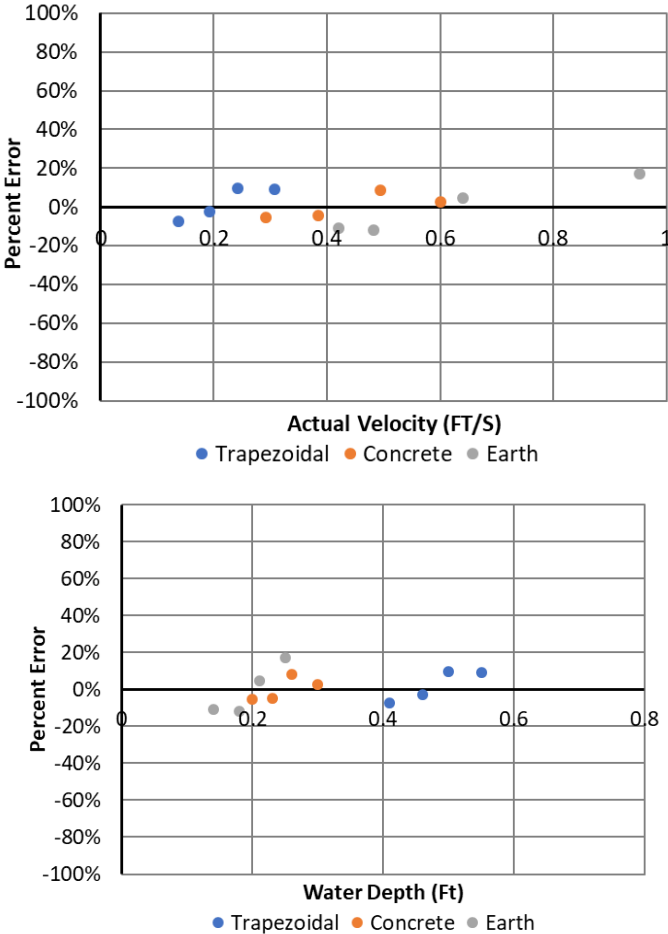 100%
80%
60%
40%
20%
0%
-20%
-40%
-60%
-80%
-100%
Percent Error
0 0.2 0.4 0.6 0.8 1
Actual Velocity (FT/S)
Trapezoidal Concrete Earth
100%
80%
60%
40%
20%
0%
-20%
-40%
-60%
-80%
-100%
Percent Error
0 0.2 0.4 0.6 0.8
Water Depth (Ft)
Trapezoidal Concrete Earth